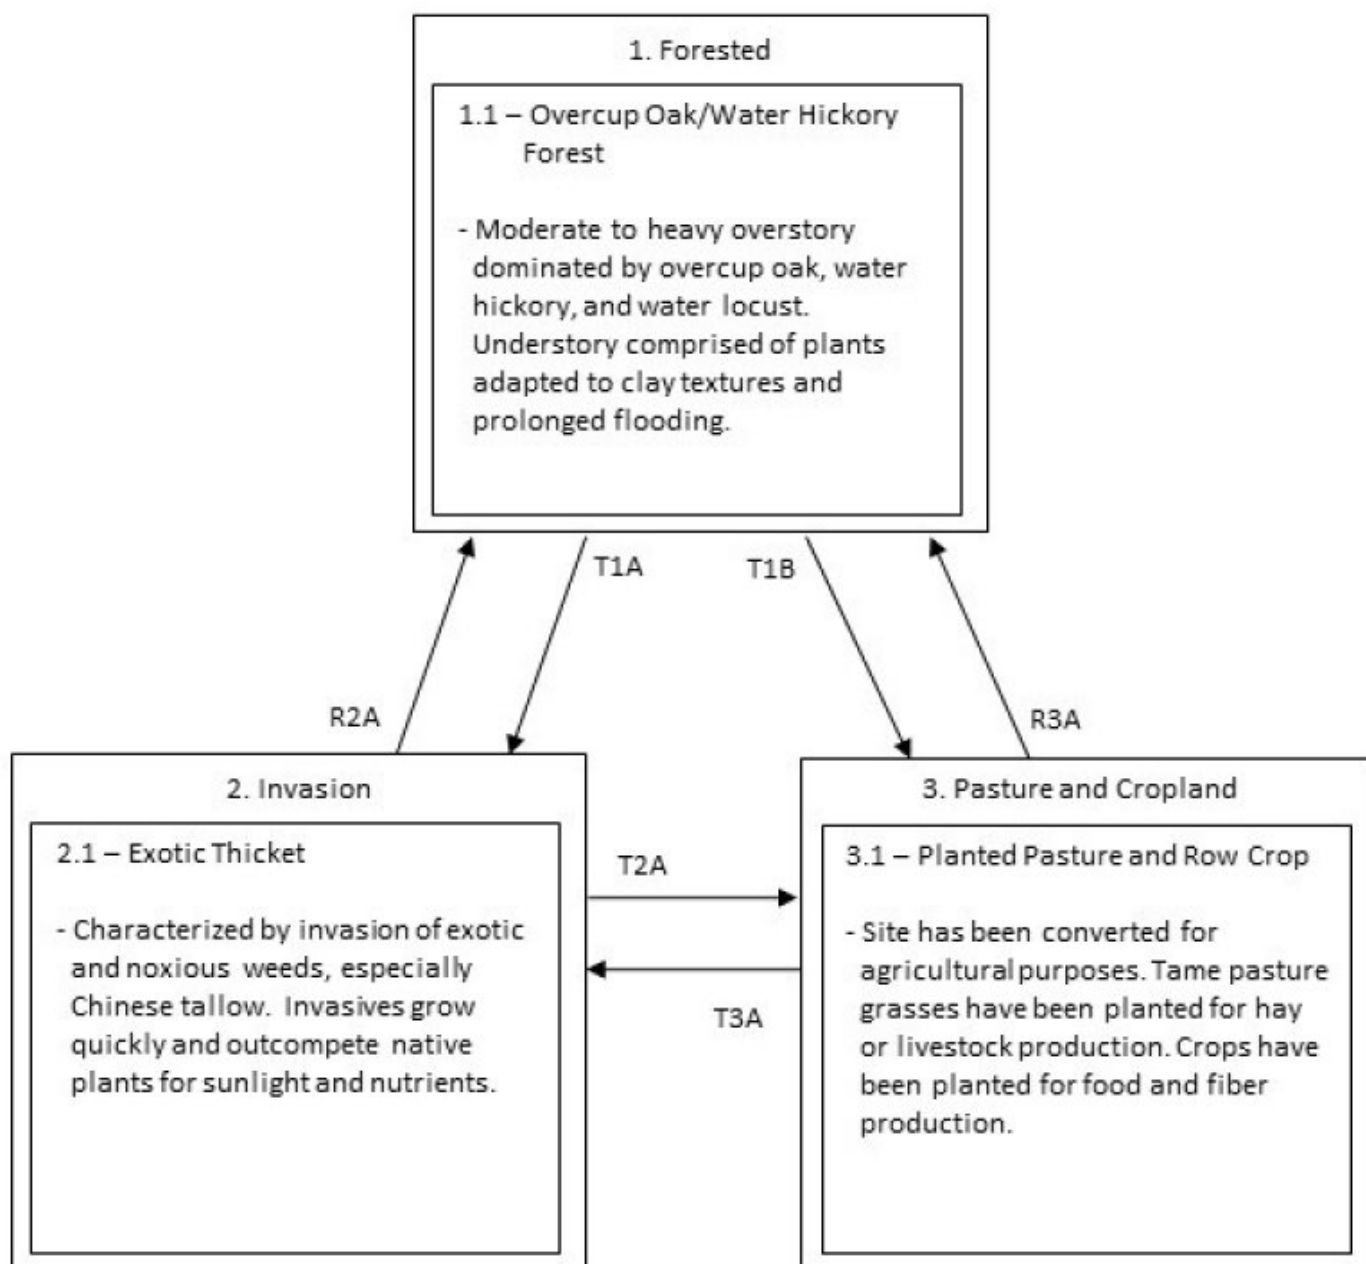 1. Forested
1.1 – Overcup Oak/Water Hickory
Forest
- Moderate to heavy overstory
dominated by overcup oak, water
hickory, and water locust.
Understory comprised of plants
adapted to clay textures and
prolonged flooding.
T1A
T1B
R2A
R3A
2. Invasion
2.1 – Exotic Thicket
- Characterized by invasion of exotic
and noxious weeds, especially
Chinese tallow. Invasives grow
quickly and outcompete native
plants for sunlight and nutrients.
T2A
T3A
3. Pasture and Cropland
3.1 – Planted Pasture and Row Crop
- Site has been converted for
agricultural purposes. Tame pasture
grasses have been planted for hay
or livestock production. Crops have
been planted for food and fiber
production.